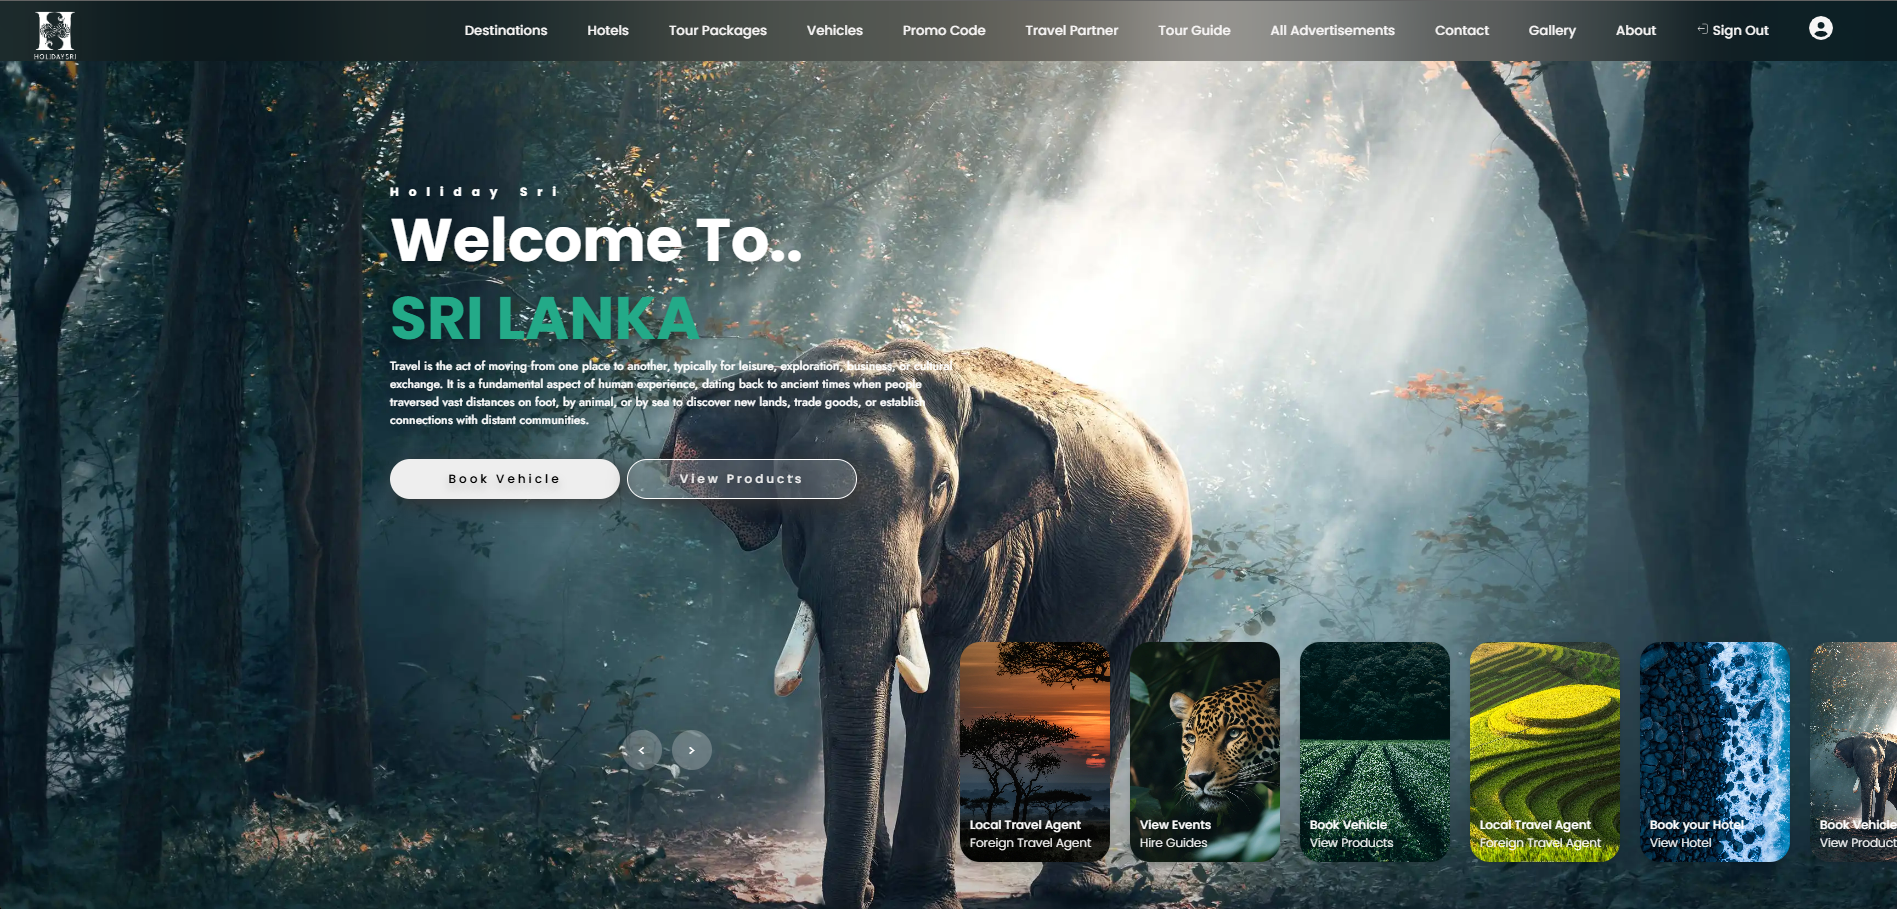 HOLIDAYSRI
Destinations
Hotels
Tour Packages
Vehicles
Promo Code
Travel Partner
Tour Guide
All Advertisements
Contact
Gallery
About
Sign Out
Holiday Sri
Welcome To..
SRI LANKA
Travel is the act of moving from one place to another, typically for leisure, exploration, business, or cultural
exchange. It is a fundamental aspect of human experience, dating back to ancient times when people
traversed vast distances on foot, by animal, or by sea to discover new lands, trade goods, or establish
connections with distant communities.
Book Vehicle
View Products
<
>
Local Travel Agent
Foreign Travel Agent
View Events
Hire Guides
Book Vehicle
View Products
Local Travel Agent
Foreign Travel Agent
Book your Hotel
View Hotel
Book Vehicle
View Product